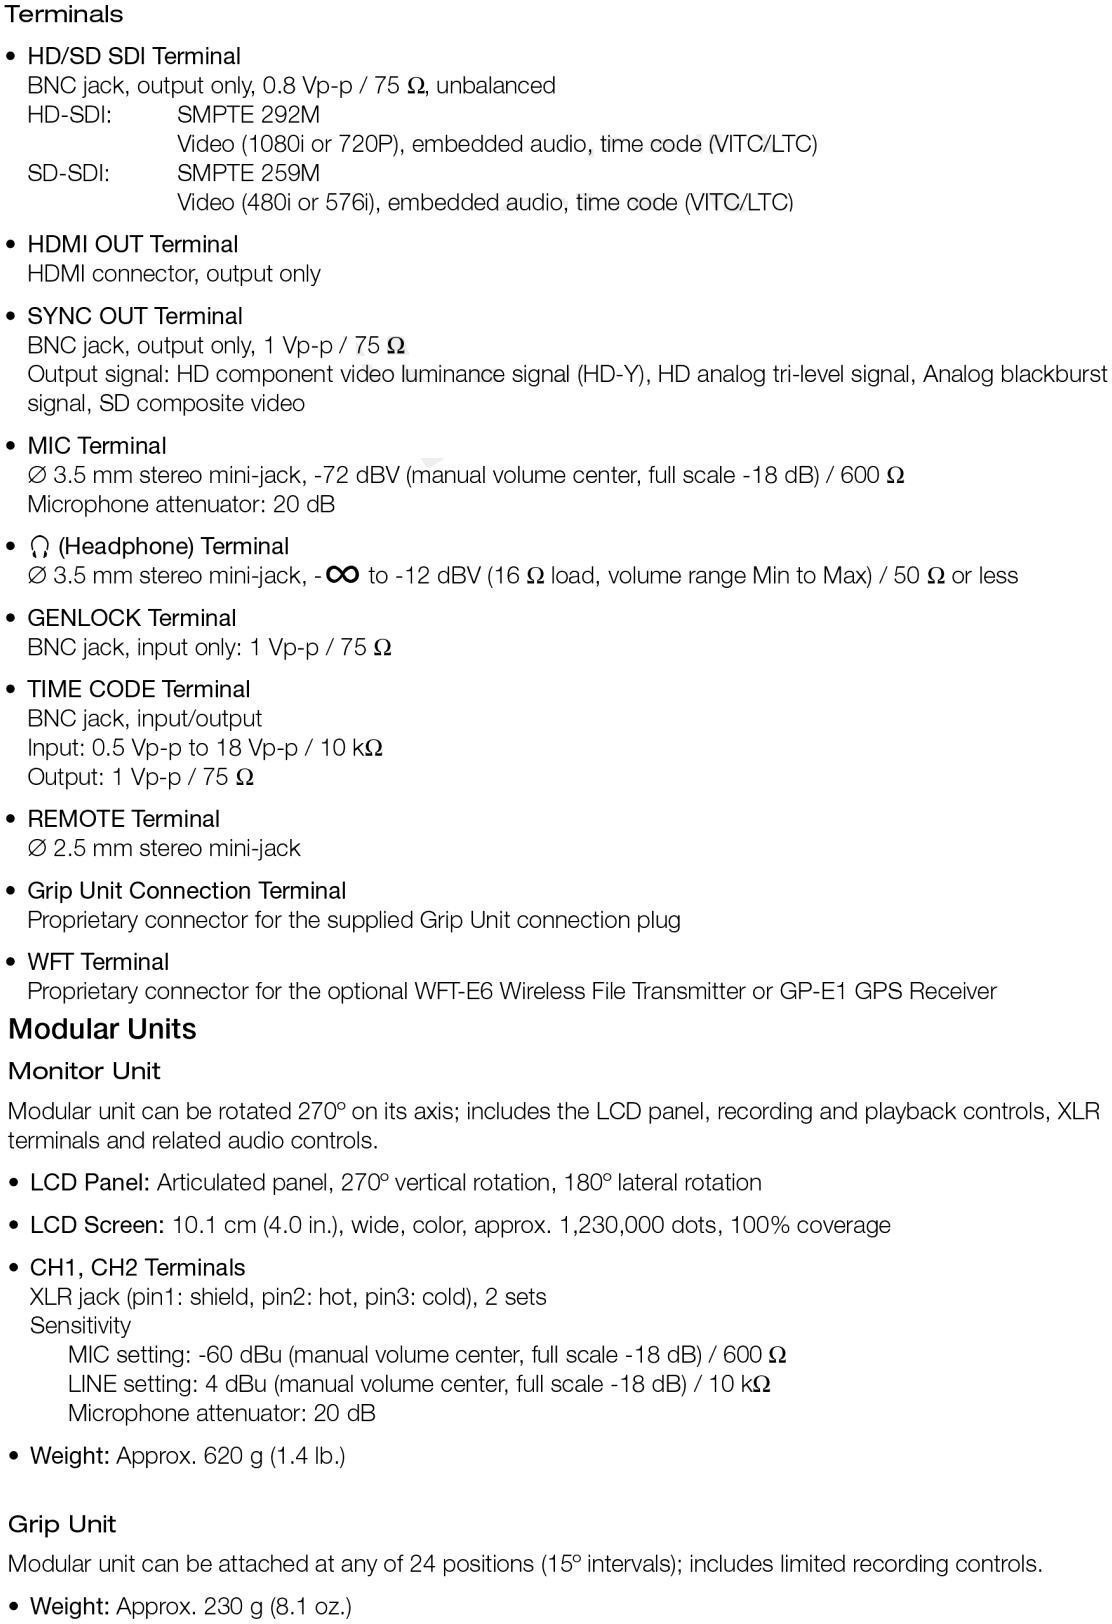 Terminals
• HD/SD SDI Terminal
BNC jack, output only, 0.8 Vp-p / 75 Ω, unbalanced
HD-SDI: SMPTE 292M
Video (1080i or 720P), embedded audio, time code (VITC/LTC)
SD-SDI: SMPTE 259M
Video (480i or 576i), embedded audio, time code (VITC/LTC)
• HDMI OUT Terminal
HDMI connector, output only
• SYNC OUT Terminal
BNC jack, output only, 1 Vp-p / 75 Ω
Output signal: HD component video luminance signal (HD-Y), HD analog tri-level signal, Analog blackburst
signal, SD composite video
• MIC Terminal
∅ 3.5 mm stereo mini-jack, -72 dBV (manual volume center, full scale -18 dB) / 600 Ω
Microphone attenuator: 20 dB
• 🎧 (Headphone) Terminal
∅ 3.5 mm stereo mini-jack, -∞ to -12 dBV (16 Ω load, volume range Min to Max) / 50 Ω or less
• GENLOCK Terminal
BNC jack, input only: 1 Vp-p / 75 Ω
• TIME CODE Terminal
BNC jack, input/output
Input: 0.5 Vp-p to 18 Vp-p / 10 kΩ
Output: 1 Vp-p / 75 Ω
• REMOTE Terminal
∅ 2.5 mm stereo mini-jack
• Grip Unit Connection Terminal
Proprietary connector for the supplied Grip Unit connection plug
• WFT Terminal
Proprietary connector for the optional WFT-E6 Wireless File Transmitter or GP-E1 GPS Receiver
Modular Units
Monitor Unit
Modular unit can be rotated 270º on its axis; includes the LCD panel, recording and playback controls, XLR
terminals and related audio controls.
• LCD Panel: Articulated panel, 270º vertical rotation, 180º lateral rotation
• LCD Screen: 10.1 cm (4.0 in.), wide, color, approx. 1,230,000 dots, 100% coverage
• CH1, CH2 Terminals
XLR jack (pin1: shield, pin2: hot, pin3: cold), 2 sets
Sensitivity
MIC setting: -60 dBu (manual volume center, full scale -18 dB) / 600 Ω
LINE setting: 4 dBu (manual volume center, full scale -18 dB) / 10 kΩ
Microphone attenuator: 20 dB
• Weight: Approx. 620 g (1.4 lb.)
Grip Unit
Modular unit can be attached at any of 24 positions (15º intervals); includes limited recording controls.
• Weight: Approx. 230 g (8.1 oz.)